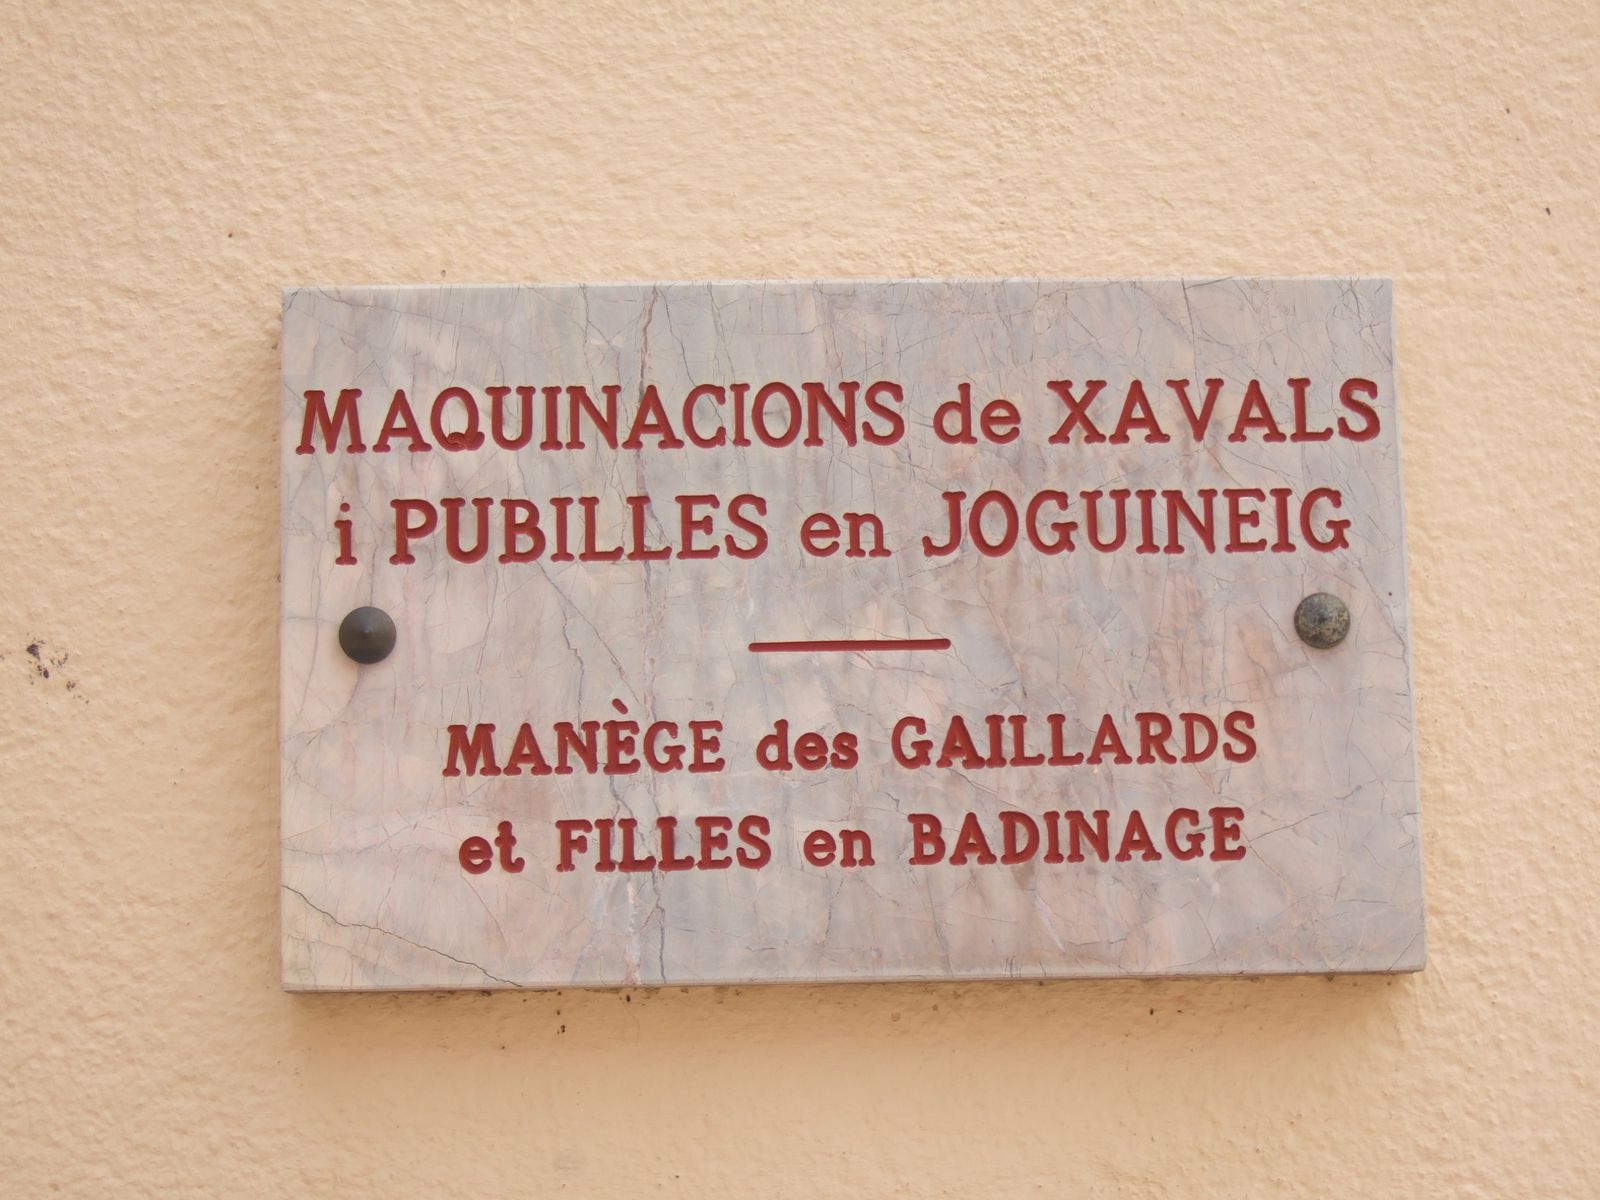 MAQUINACIONS de XAVALS
i PUBILLES en JOGUINEIG
MANÈGE des GAILLARDS
et FILLES en BADINAGE